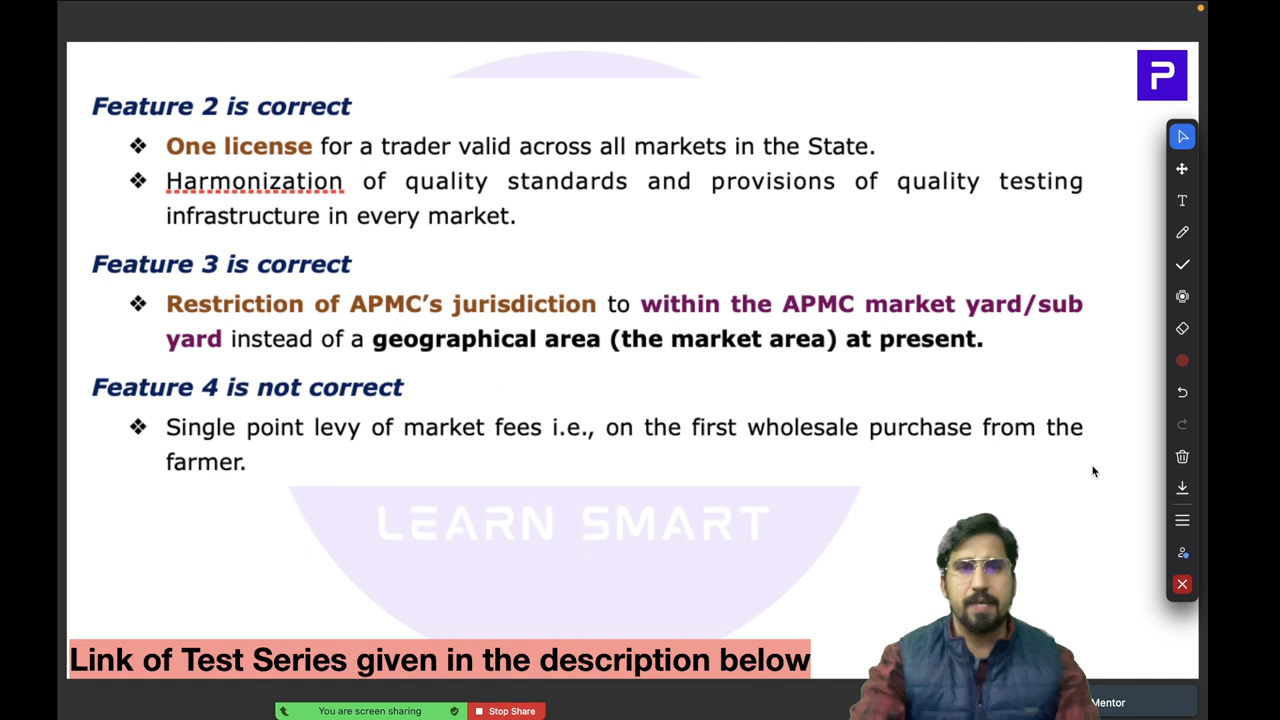 P
Feature 2 is correct
❖ One license for a trader valid across all markets in the State.
❖ Harmonization of quality standards and provisions of quality testing
infrastructure in every market.
Feature 3 is correct
❖ Restriction of APMC’s jurisdiction to within the APMC market yard/sub
yard instead of a geographical area (the market area) at present.
Feature 4 is not correct
❖ Single point levy of market fees i.e., on the first wholesale purchase from the
farmer.
LEARN SMART
Link of Test Series given in the description below
Mentor
You are screen sharing
Stop Share